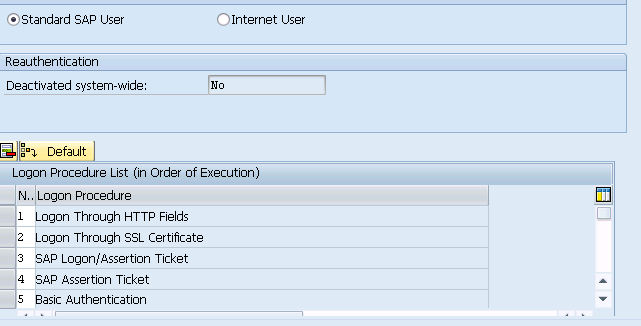 Standard SAP User Internet User
Reauthentication
Deactivated system-wide: No
Default
Logon Procedure List (in Order of Execution)
N.. Logon Procedure
1 Logon Through HTTP Fields
2 Logon Through SSL Certificate
3 SAP Logon/Assertion Ticket
4 SAP Assertion Ticket
5 Basic Authentication